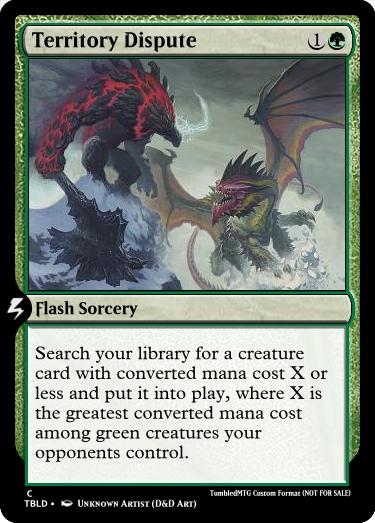 Territory Dispute 1
Flash Sorcery
Search your library for a creature
card with converted mana cost X or
less and put it into play, where X is
the greatest converted mana cost
among green creatures your
opponents control.
C
TBLD • Unknown Artist (D&D Art)
TumbledMTG Custom Format (NOT FOR SALE)